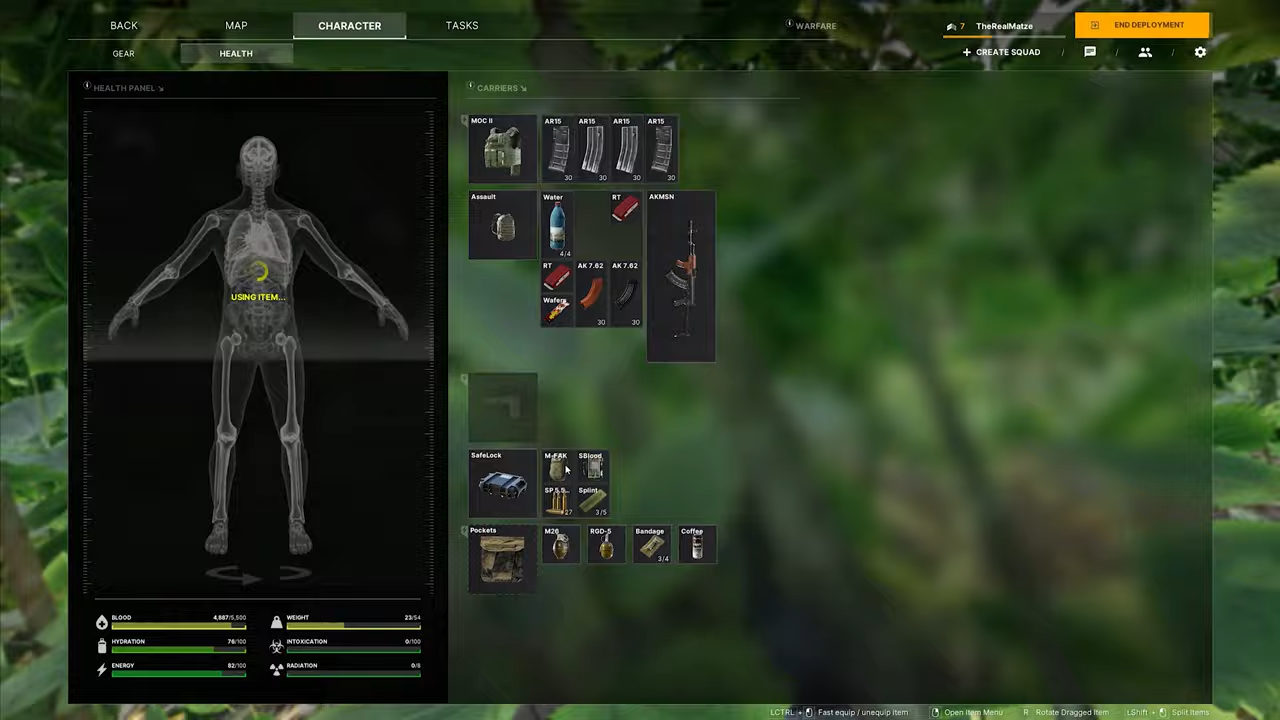 BACK
MAP
CHARACTER
TASKS
WARFARE
7
TheRealMatze
END DEPLOYMENT
GEAR
HEALTH
+ CREATE SQUAD
/
/
/
HEALTH PANEL
CARRIERS
MOC II
AR15
AR15
AR15
AR15
30
30
30
30
Assault
Water
RT
AKMSN
4/4
RT
AK 7.62
AK 7.62
Wafers
30
30
USING ITEM...
SafeLock
M-FAK
SBlood
SP 5.5...
Splint
27
3/5
Pockets
M26
RGD-5
Bandage
Coffee
3/4
BLOOD
4,887/5,500
WEIGHT
23/54
HYDRATION
76/100
INTOXICATION
0/100
ENERGY
82/100
RADIATION
0/8
LCTRL + Fast equip / unequip item
Open Item Menu
R Rotate Dragged Item
LShift + Split Items